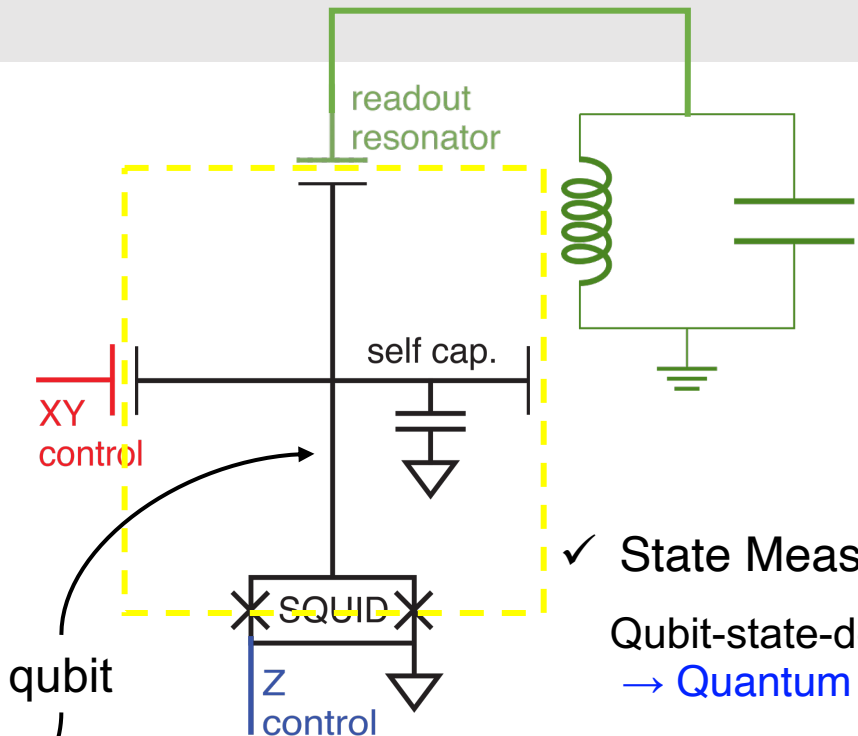 readout
resonator
self cap.
XY
control
✓ State Meas
SQUID
Qubit-state-d
qubit
→ Quantum
Z
control